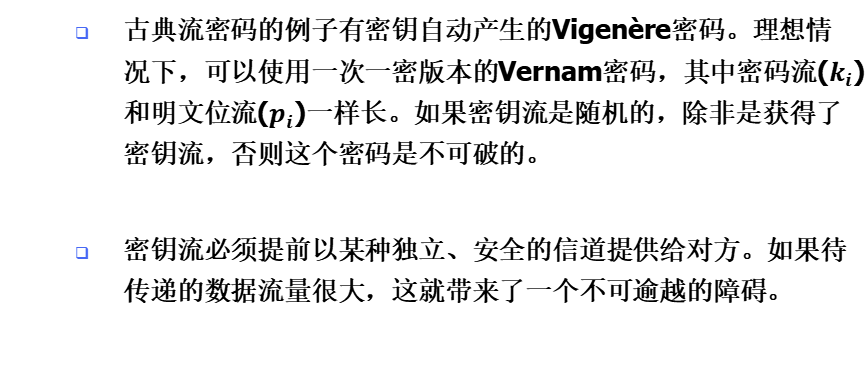 古典流密码的例子有密钥自动产生的Vigenère密码。理想情
况下，可以使用一次一密版本的Vernam密码，其中密码流(kᵢ)
和明文位流(pᵢ)一样长。如果密钥流是随机的，除非是获得了
密钥流，否则这个密码是不可破的。
密钥流必须提前以某种独立、安全的信道提供给对方。如果待
传递的数据流量很大，这就带来了一个不可逾越的障碍。